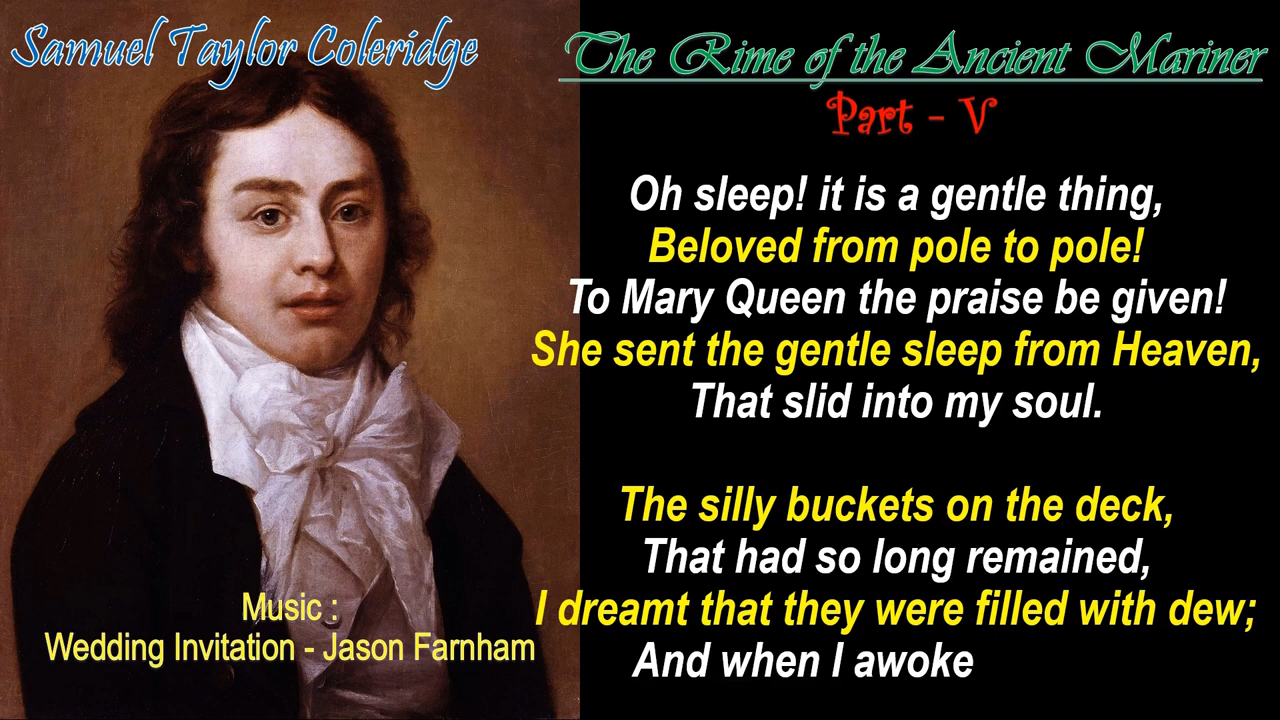 Samuel Taylor Coleridge
The Rime of the Ancient Mariner
Part - V
Oh sleep! it is a gentle thing,
Beloved from pole to pole!
To Mary Queen the praise be given!
She sent the gentle sleep from Heaven,
That slid into my soul.
The silly buckets on the deck,
That had so long remained,
I dreamt that they were filled with dew;
And when I awoke
Music :
Wedding Invitation - Jason Farnham